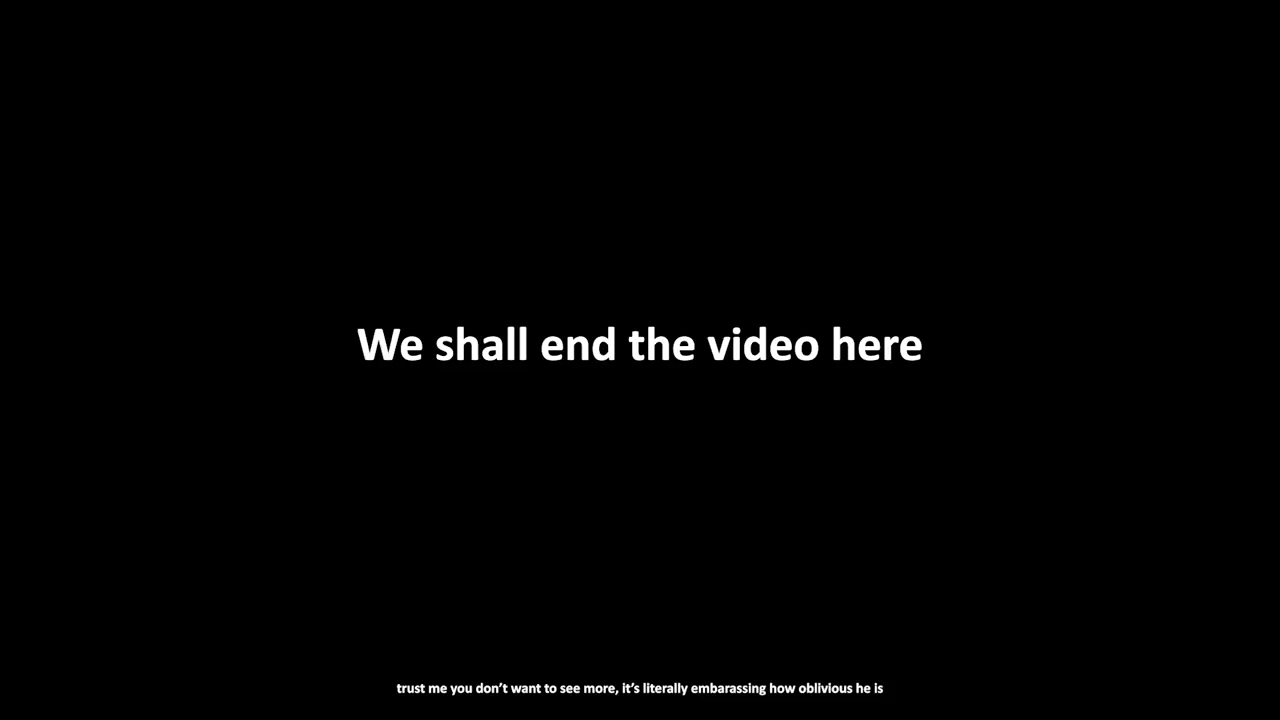 We shall end the video here
trust me you don’t want to see more, it’s literally embarassing how oblivious he is